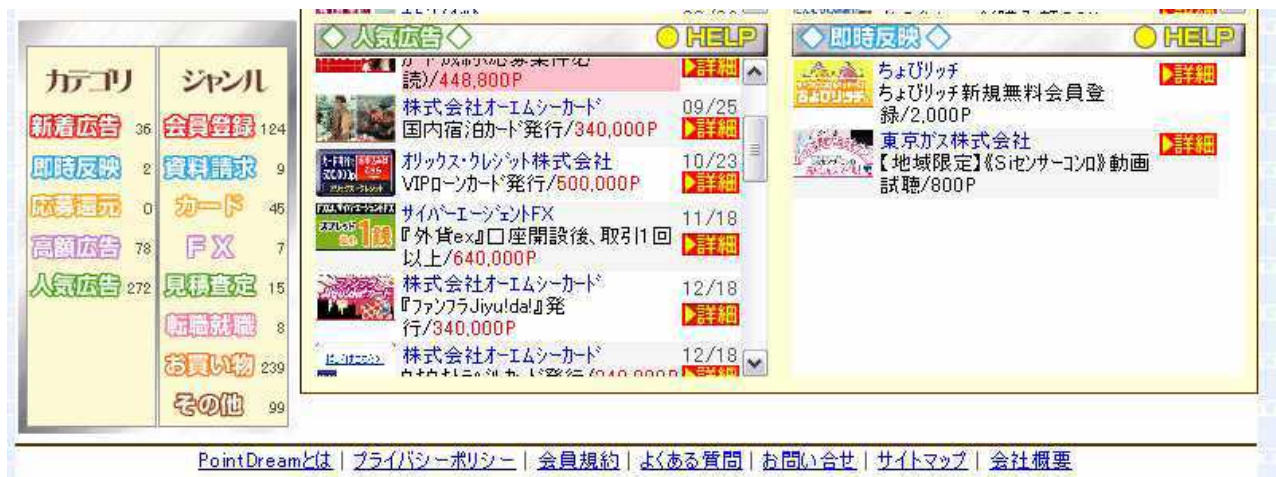 ◇人気広告◇ ●HELP
読)/448,800P
▶詳細
株式会社オーエムシーカード 09/25
国内宿泊カード発行/340,000P ▶詳細
オリックス・クレジット株式会社 10/23
VIPローンカード発行/500,000P ▶詳細
サイバーエージェントFX 11/18
『外貨ex』口座開設後、取引1回
以上/640,000P
▶詳細
株式会社オーエムシーカード 12/18
『ファンフラJiyu!da!』発
行/340,000P
▶詳細
株式会社オーエムシーカード 12/18
◇即時反映◇ ●HELP
ちょびリッチ ▶詳細
ちょびリッチ新規無料会員登
録/2,000P
東京ガス株式会社 ▶詳細
【地域限定】《Siセンサーコンロ》動画
試聴/800P
カテゴリ
新着広告 36
即時反映 2
応募還元 0
高額広告 78
人気広告 272
ジャンル
会員登録 124
資料請求 9
カード 45
FX 7
見積査定 15
転職就職 8
お買い物 239
その他 99
PointDreamとは | プライバシーポリシー | 会員規約 | よくある質問 | お問い合せ | サイトマップ | 会社概要